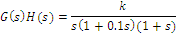 G(s)H(s) = k / s(1 + 0.1s)(1 + s)